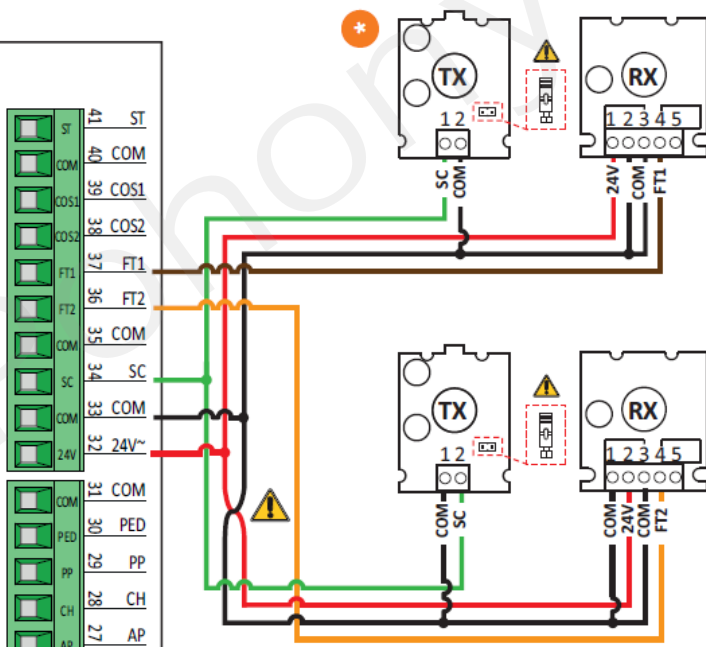 *
TX
1 2
SC
COM
RX
1 2 3 4 5
24V
COM
FT1
41 ST
ST
40 COM
COM
39 COS1
COS1
38 COS2
COS2
37 FT1
FT1
36 FT2
FT2
35 COM
COM
34 SC
SC
33 COM
COM
32 24V~
24V
31 COM
COM
30 PED
PED
29 PP
PP
28 CH
CH
27 AP
AP
TX
1 2
COM
SC
RX
1 2 3 4 5
COM
24V
COM
FT2